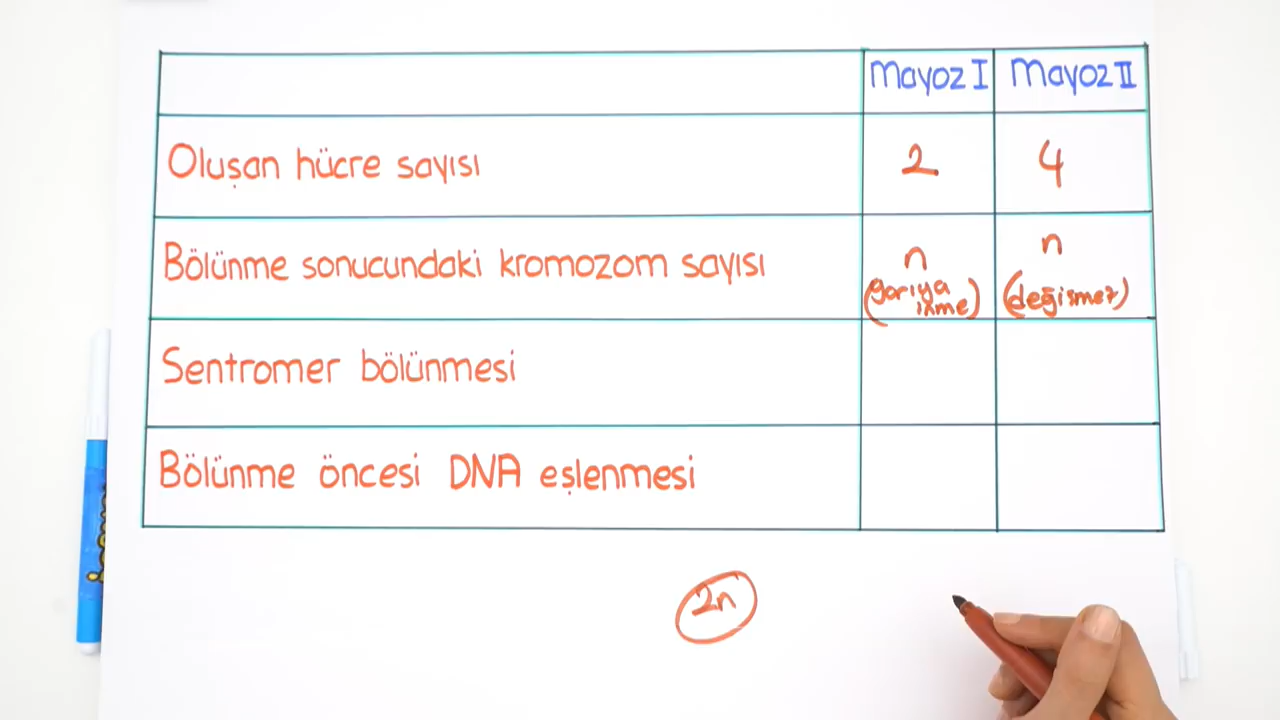 Mayoz I Mayoz II
Oluşan hücre sayısı 2 4
Bölünme sonucundaki kromozom sayısı n n
(yarıya (değişmez)
inme)
Sentromer bölünmesi
Bölünme öncesi DNA eşlenmesi
2n